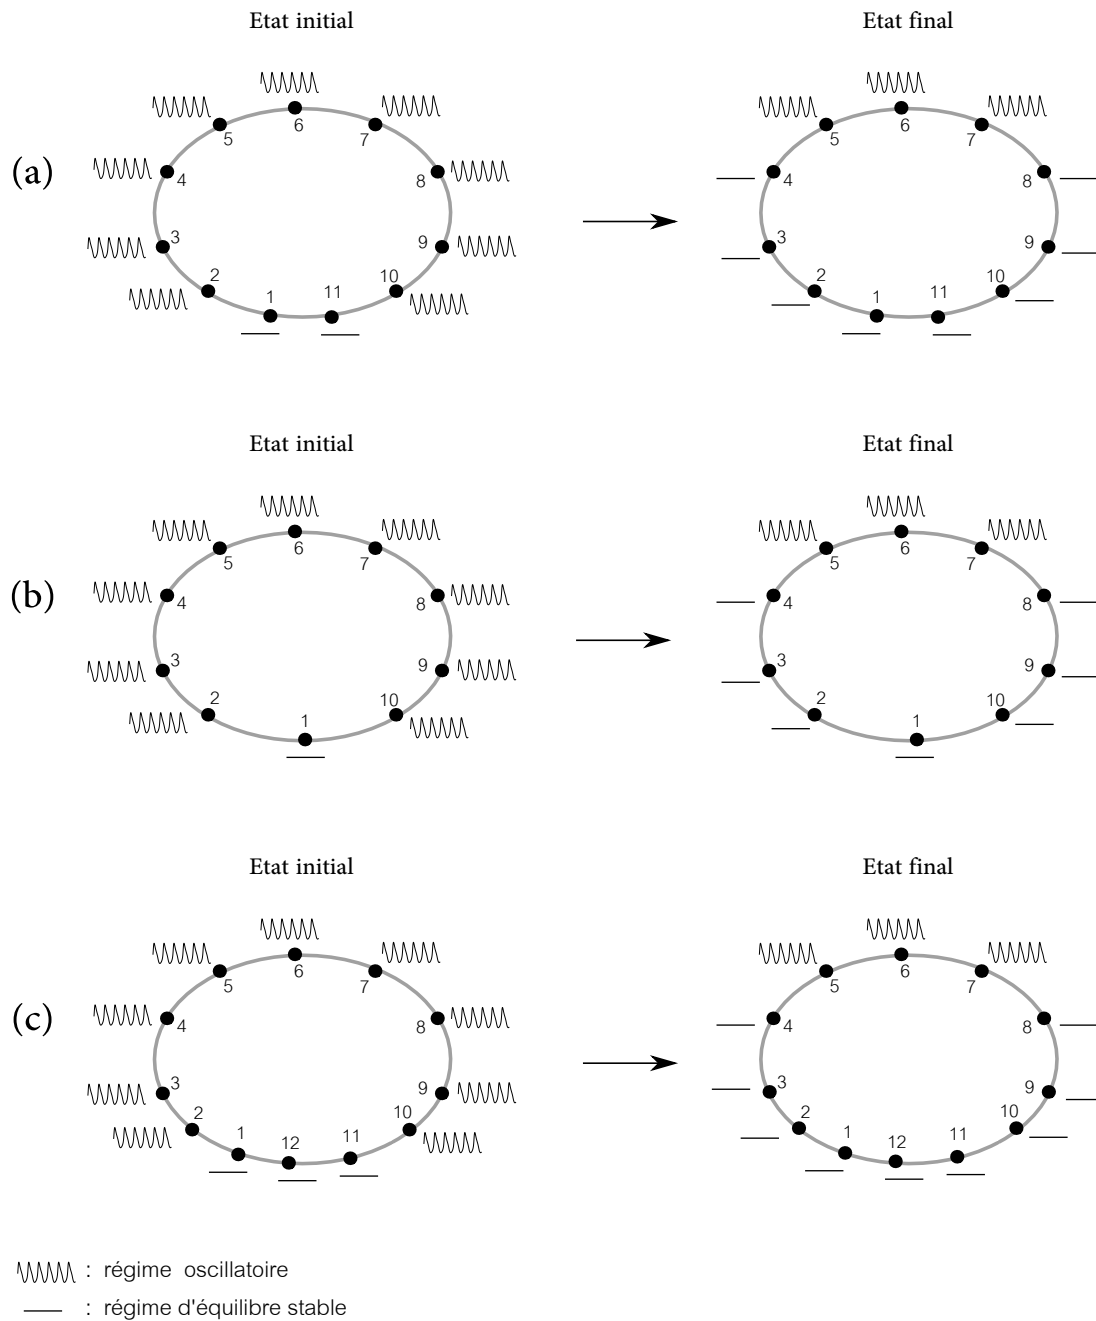 Etat initial Etat final
(a)
6 6
5 7 5 7
4 8 4 8
3 9 3 9
2 10 2 10
1 11 1 11
Etat initial Etat final
(b)
6 6
5 7 5 7
4 8 4 8
3 9 3 9
2 10 2 10
1 1
Etat initial Etat final
(c)
6 6
5 7 5 7
4 8 4 8
3 9 3 9
2 10 2 10
1 12 11 1 12 11
: régime oscillatoire
: régime d'équilibre stable